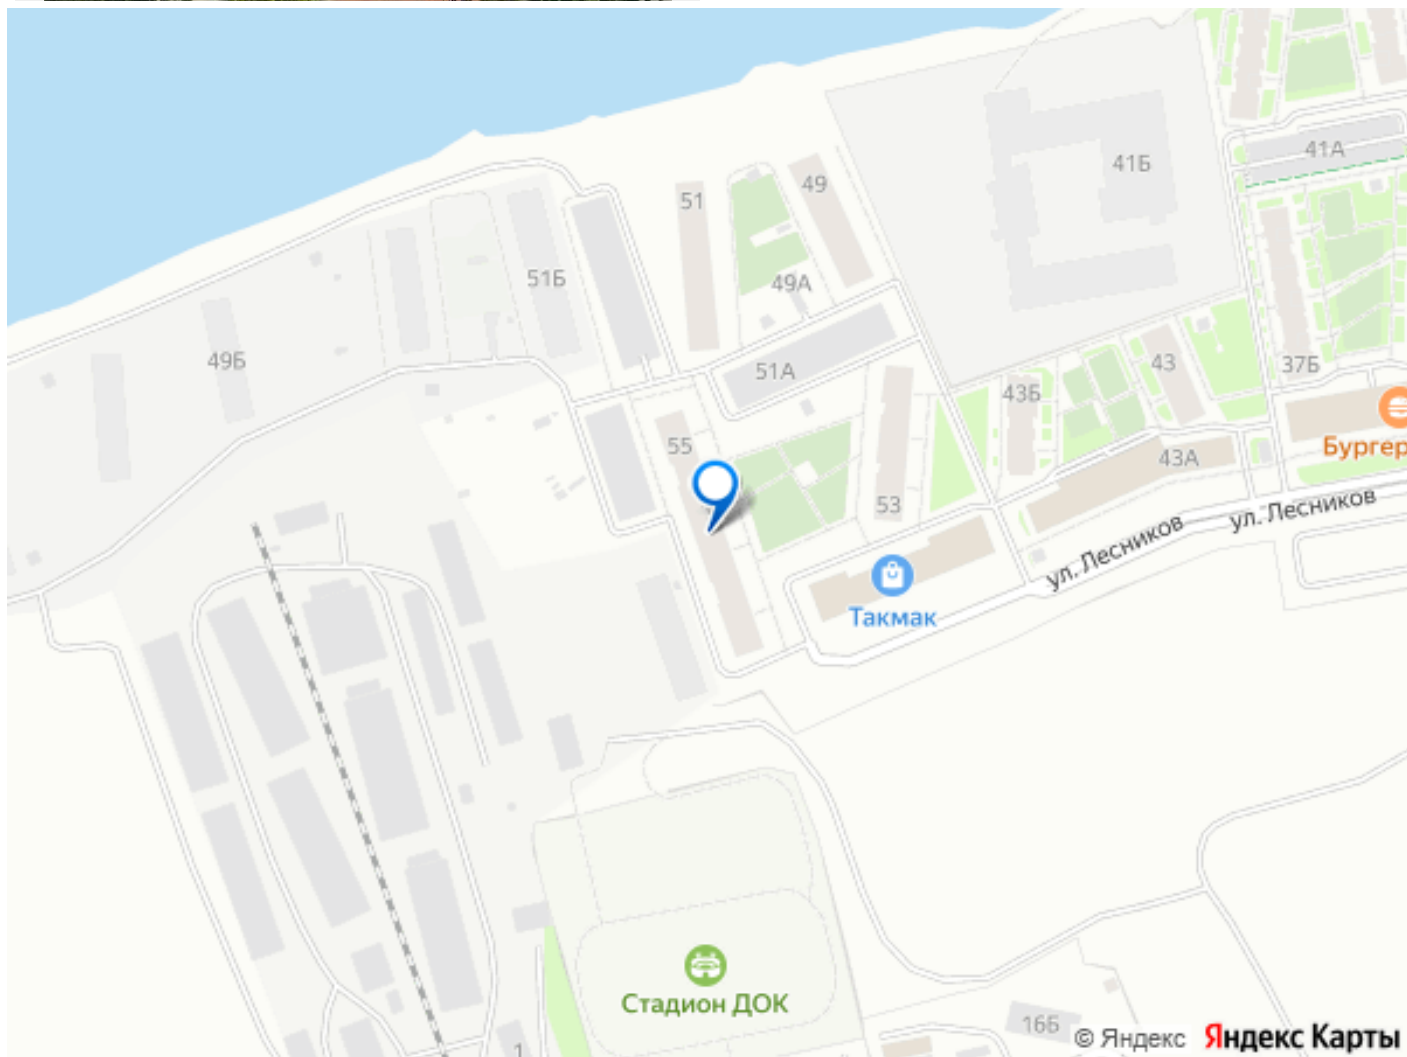 41А
41Б
49
51
51Б
49А
49Б
51А
43
37Б
43Б
Бургер
55
43А
53
ул. Лесников
ул. Лесников
Такмак
Стадион ДОК
16Б
1
© Яндекс Яндекс Карты